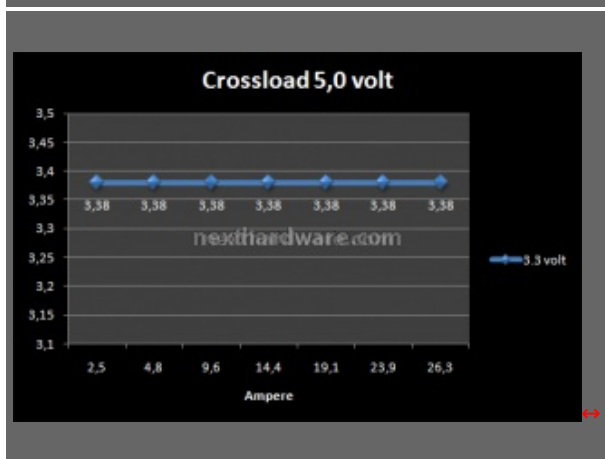 Crossload 5,0 volt
3,5
3,45
3,4
3,35
3,3
3,25
3,2
3,15
3,1
3,38 3,38 3,38 3,38 3,38 3,38 3,38
nexthardware.com
3.3 volt
2,5 4,8 9,6 14,4 19,1 23,9 26,3
Ampere